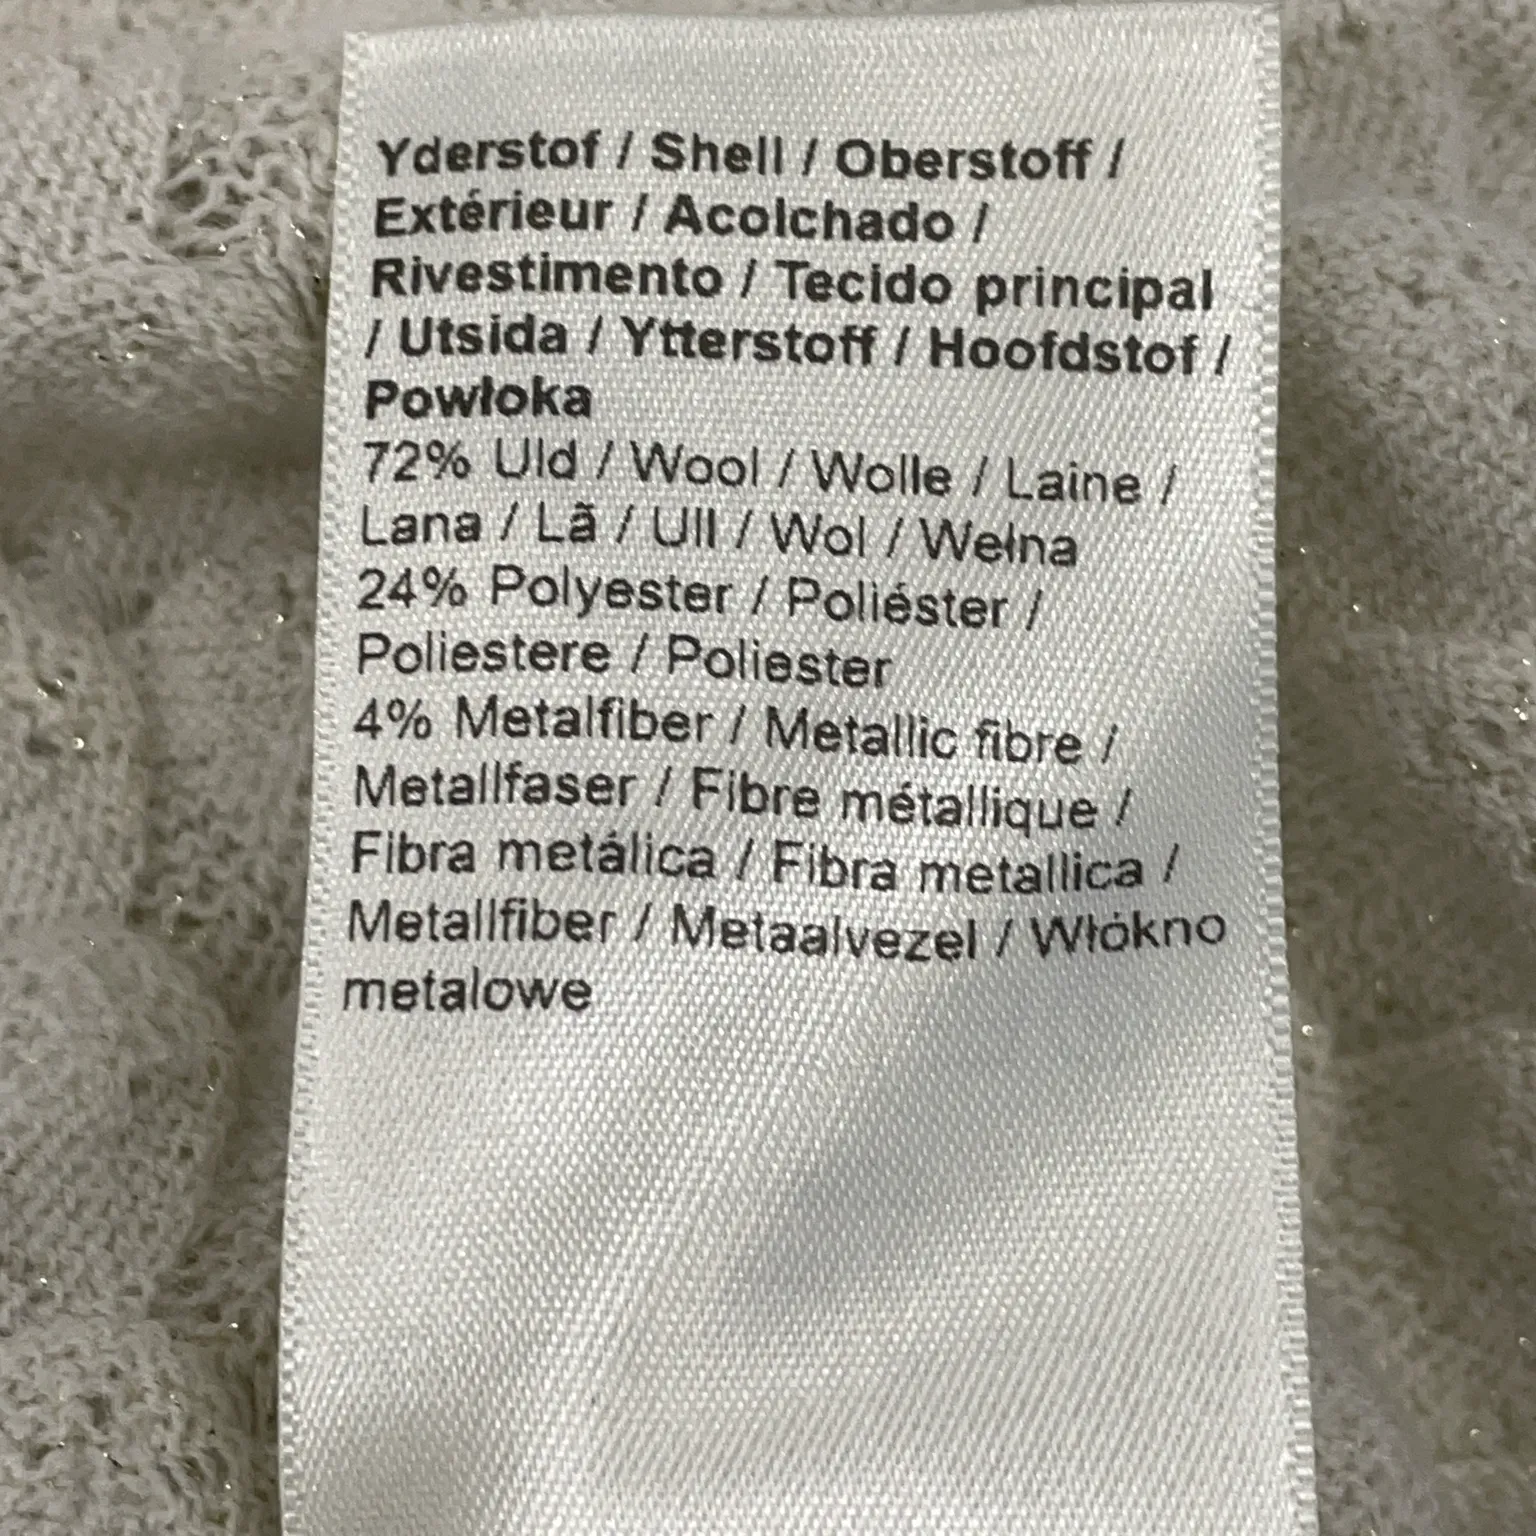 Yderstof / Shell / Oberstoff /
Extérieur / Acolchado /
Rivestimento / Tecido principal
/ Utsida / Ytterstoff / Hoofdstof /
Powłoka
72% Uld / Wool / Wolle / Laine /
Lana / Lã / Ull / Wol / Wełna
24% Polyester / Poliéster /
Poliestere / Poliester
4% Metalfiber / Metallic fibre /
Metallfaser / Fibre métallique /
Fibra metálica / Fibra metallica /
Metallfiber / Metaalvezel / Włókno
metalowe